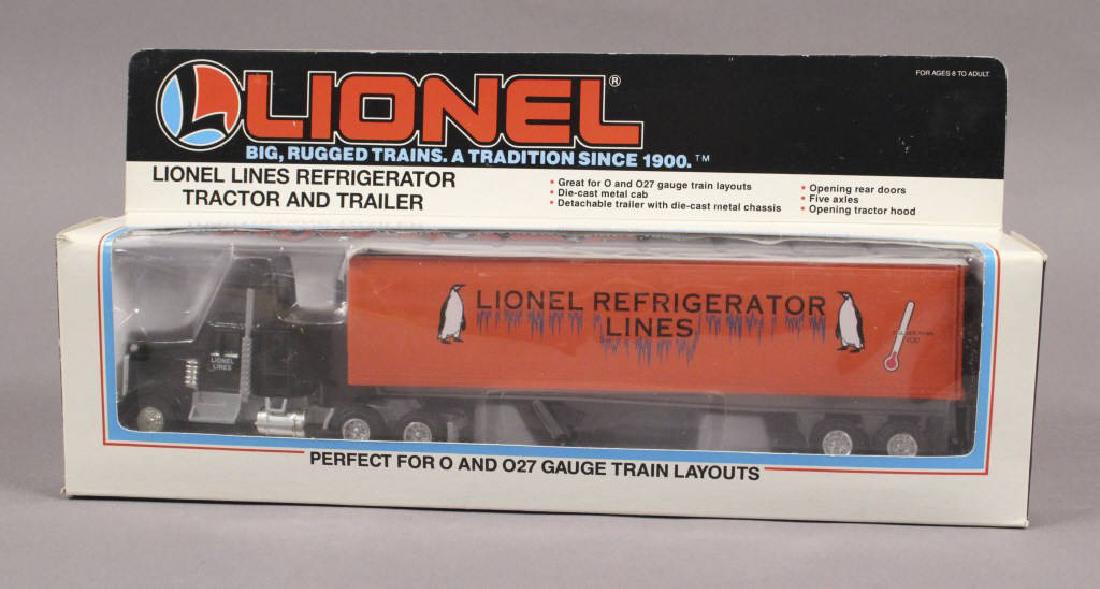 FOR AGES 8 TO ADULT
LIONEL®
BIG, RUGGED TRAINS. A TRADITION SINCE 1900.™
LIONEL LINES REFRIGERATOR
TRACTOR AND TRAILER
• Great for O and O27 gauge train layouts
• Die-cast metal cab
• Detachable trailer with die-cast metal chassis
• Opening rear doors
• Five axles
• Opening tractor hood
LIONEL REFRIGERATOR
LINES
LIONEL
LINES
PERFECT FOR O AND O27 GAUGE TRAIN LAYOUTS